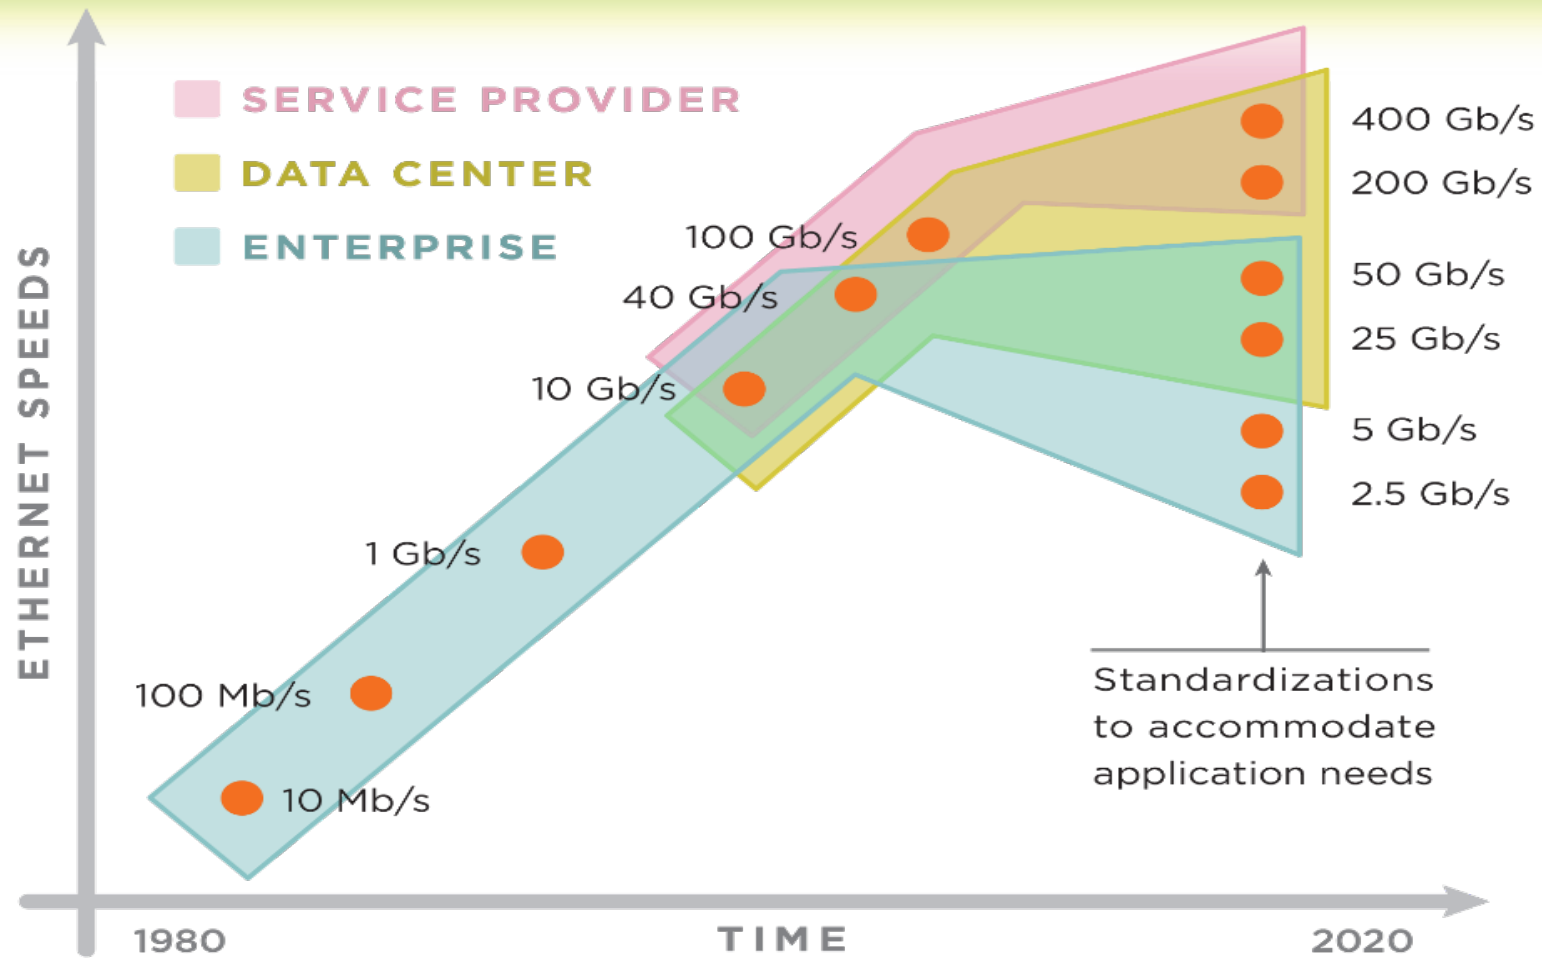 SERVICE PROVIDER
DATA CENTER
ENTERPRISE
ETHERNET SPEEDS
400 Gb/s
200 Gb/s
100 Gb/s
50 Gb/s
40 Gb/s
25 Gb/s
10 Gb/s
5 Gb/s
2.5 Gb/s
1 Gb/s
100 Mb/s
10 Mb/s
Standardizations
to accommodate
application needs
1980
TIME
2020